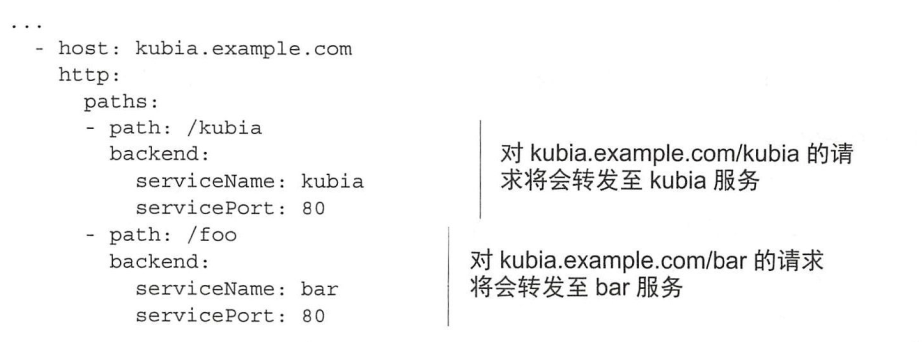 ...
  - host: kubia.example.com
    http:
      paths:
      - path: /kubia
        backend:
          serviceName: kubia
          servicePort: 80
      - path: /foo
        backend:
          serviceName: bar
          servicePort: 80
对 kubia.example.com/kubia 的请
求将会转发至 kubia 服务
对 kubia.example.com/bar 的请求
将会转发至 bar 服务